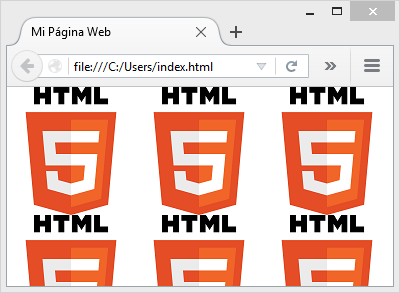 Mi Página Web
file:///C:/Users/index.html
HTML HTML HTML
5 5 5
HTML HTML HTML